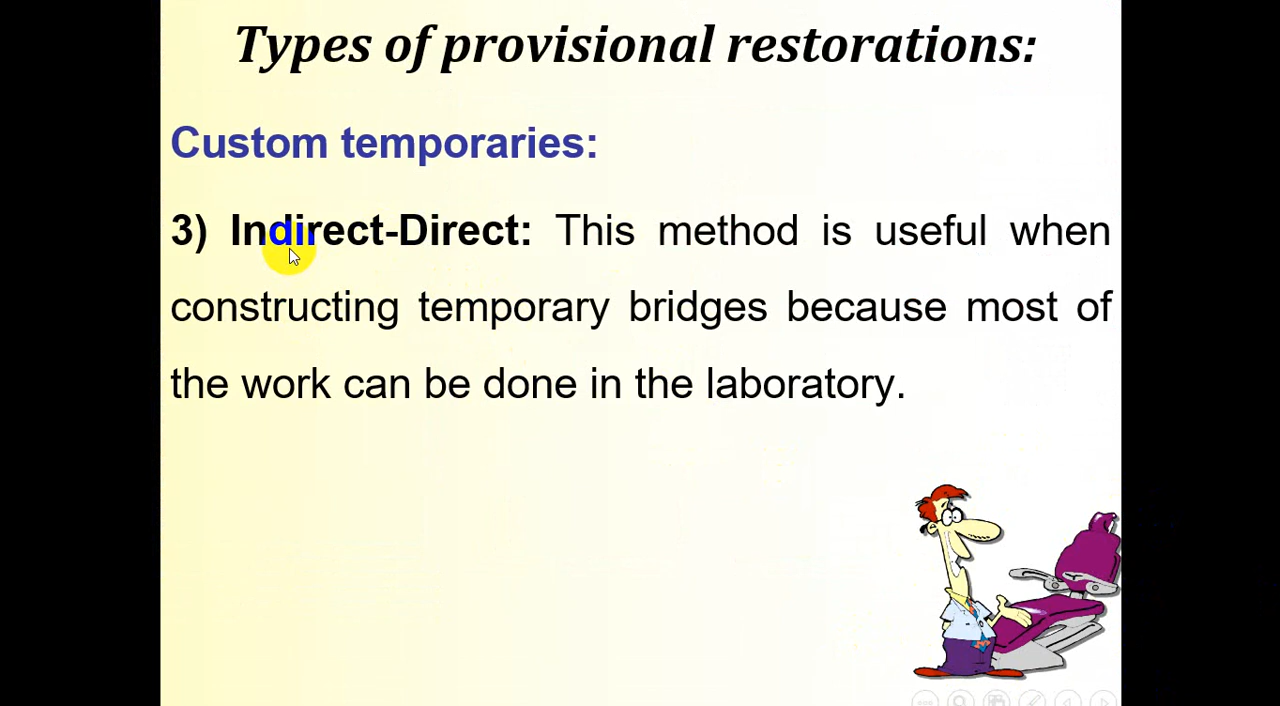 Types of provisional restorations:
Custom temporaries:
3) Indirect-Direct: This method is useful when
constructing temporary bridges because most of
the work can be done in the laboratory.